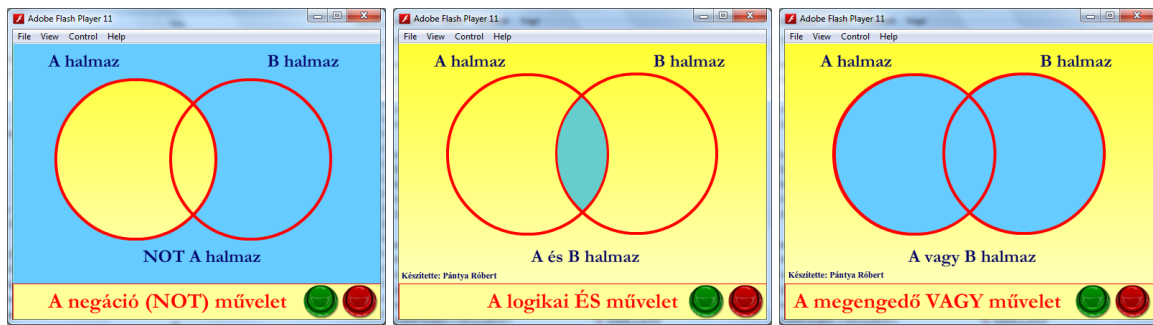 Adobe Flash Player 11
File View Control Help
A halmaz B halmaz
NOT A halmaz
A negáció (NOT) művelet
Adobe Flash Player 11
File View Control Help
A halmaz B halmaz
A és B halmaz
Készítette: Pántya Róbert
A logikai ÉS művelet
Adobe Flash Player 11
File View Control Help
A halmaz B halmaz
A vagy B halmaz
Készítette: Pántya Róbert
A megengedő VAGY művelet